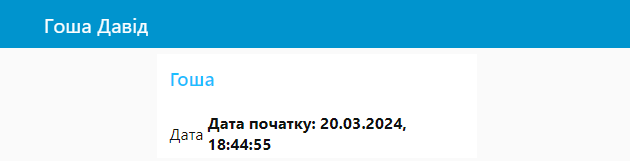 Гоша Давід
Гоша
Дата Дата початку: 20.03.2024,
18:44:55